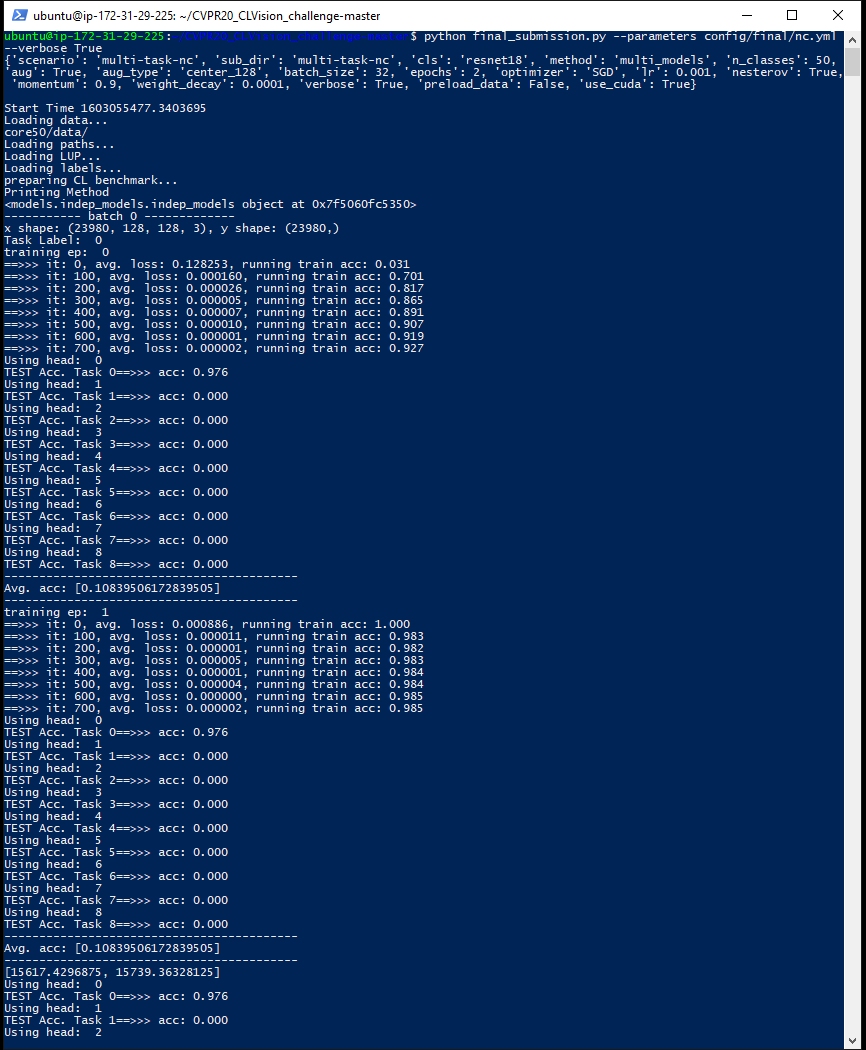 ubuntu@ip-172-31-29-225: ~/CVPR20_CLVision_challenge-master
ubuntu@ip-172-31-29-225:~/CVPR20_CLVision_challenge-master$ python final_submission.py --parameters config/final/nc.yml
--verbose True
{'scenario': 'multi-task-nc', 'sub_dir': 'multi-task-nc', 'cls': 'resnet18', 'method': 'multi_models', 'n_classes': 50,
'aug': True, 'aug_type': 'center_128', 'batch_size': 32, 'epochs': 2, 'optimizer': 'SGD', 'lr': 0.001, 'nesterov': True,
'momentum': 0.9, 'weight_decay': 0.0001, 'verbose': True, 'preload_data': False, 'use_cuda': True}
Start Time 1603055477.3403695
Loading data...
core50/data/
Loading paths...
Loading LUP...
Loading labels...
preparing CL benchmark...
Printing Method
<models.indep_models.indep_models object at 0x7f5060fc5350>
----------- batch 0 -------------
x shape: (23980, 128, 128, 3), y shape: (23980,)
Task Label:  0
training ep:  0
==>>> it: 0, avg. loss: 0.128253, running train acc: 0.031
==>>> it: 100, avg. loss: 0.000160, running train acc: 0.701
==>>> it: 200, avg. loss: 0.000026, running train acc: 0.817
==>>> it: 300, avg. loss: 0.000005, running train acc: 0.865
==>>> it: 400, avg. loss: 0.000007, running train acc: 0.891
==>>> it: 500, avg. loss: 0.000010, running train acc: 0.907
==>>> it: 600, avg. loss: 0.000001, running train acc: 0.919
==>>> it: 700, avg. loss: 0.000002, running train acc: 0.927
Using head:  0
TEST Acc. Task 0==>>> acc: 0.976
Using head:  1
TEST Acc. Task 1==>>> acc: 0.000
Using head:  2
TEST Acc. Task 2==>>> acc: 0.000
Using head:  3
TEST Acc. Task 3==>>> acc: 0.000
Using head:  4
TEST Acc. Task 4==>>> acc: 0.000
Using head:  5
TEST Acc. Task 5==>>> acc: 0.000
Using head:  6
TEST Acc. Task 6==>>> acc: 0.000
Using head:  7
TEST Acc. Task 7==>>> acc: 0.000
Using head:  8
TEST Acc. Task 8==>>> acc: 0.000
------------------------------------------
Avg. acc: [0.10839506172839505]
------------------------------------------
training ep:  1
==>>> it: 0, avg. loss: 0.000886, running train acc: 1.000
==>>> it: 100, avg. loss: 0.000011, running train acc: 0.983
==>>> it: 200, avg. loss: 0.000001, running train acc: 0.982
==>>> it: 300, avg. loss: 0.000005, running train acc: 0.983
==>>> it: 400, avg. loss: 0.000001, running train acc: 0.984
==>>> it: 500, avg. loss: 0.000004, running train acc: 0.984
==>>> it: 600, avg. loss: 0.000000, running train acc: 0.985
==>>> it: 700, avg. loss: 0.000002, running train acc: 0.985
Using head:  0
TEST Acc. Task 0==>>> acc: 0.976
Using head:  1
TEST Acc. Task 1==>>> acc: 0.000
Using head:  2
TEST Acc. Task 2==>>> acc: 0.000
Using head:  3
TEST Acc. Task 3==>>> acc: 0.000
Using head:  4
TEST Acc. Task 4==>>> acc: 0.000
Using head:  5
TEST Acc. Task 5==>>> acc: 0.000
Using head:  6
TEST Acc. Task 6==>>> acc: 0.000
Using head:  7
TEST Acc. Task 7==>>> acc: 0.000
Using head:  8
TEST Acc. Task 8==>>> acc: 0.000
------------------------------------------
Avg. acc: [0.10839506172839505]
------------------------------------------
[15617.4296875, 15739.36328125]
Using head:  0
TEST Acc. Task 0==>>> acc: 0.976
Using head:  1
TEST Acc. Task 1==>>> acc: 0.000
Using head:  2